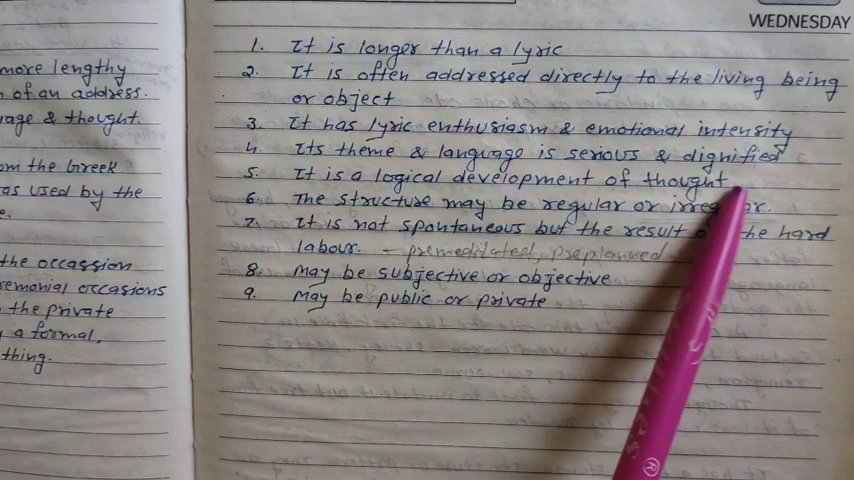 WEDNESDAY
more lengthy
of an address.
age & thought.
om the Greek
as used by the
e.
the occassion
emonial occasions
the private
a formal,
thing.
1. It is longer than a lyric
2. It is often addressed directly to the living being
or object
3. It has lyric enthusiasm & emotional intensity
4. Its theme & language is serious & dignified
5. It is a logical development of thought
6. The structure may be regular or irregular.
7. It is not spontaneous but the result of the hard
labour. - premeditated, preplanned
8. may be subjective or objective
9. May be public or private